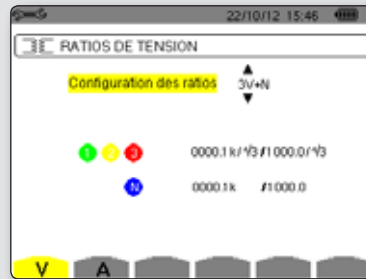 22/10/12 15:46
RATIOS DE TENSION
Configuration des ratios 3V+N
1 2 3 0000.1k/√3 /1000.0/√3
N 0000.1k /1000.0
V A